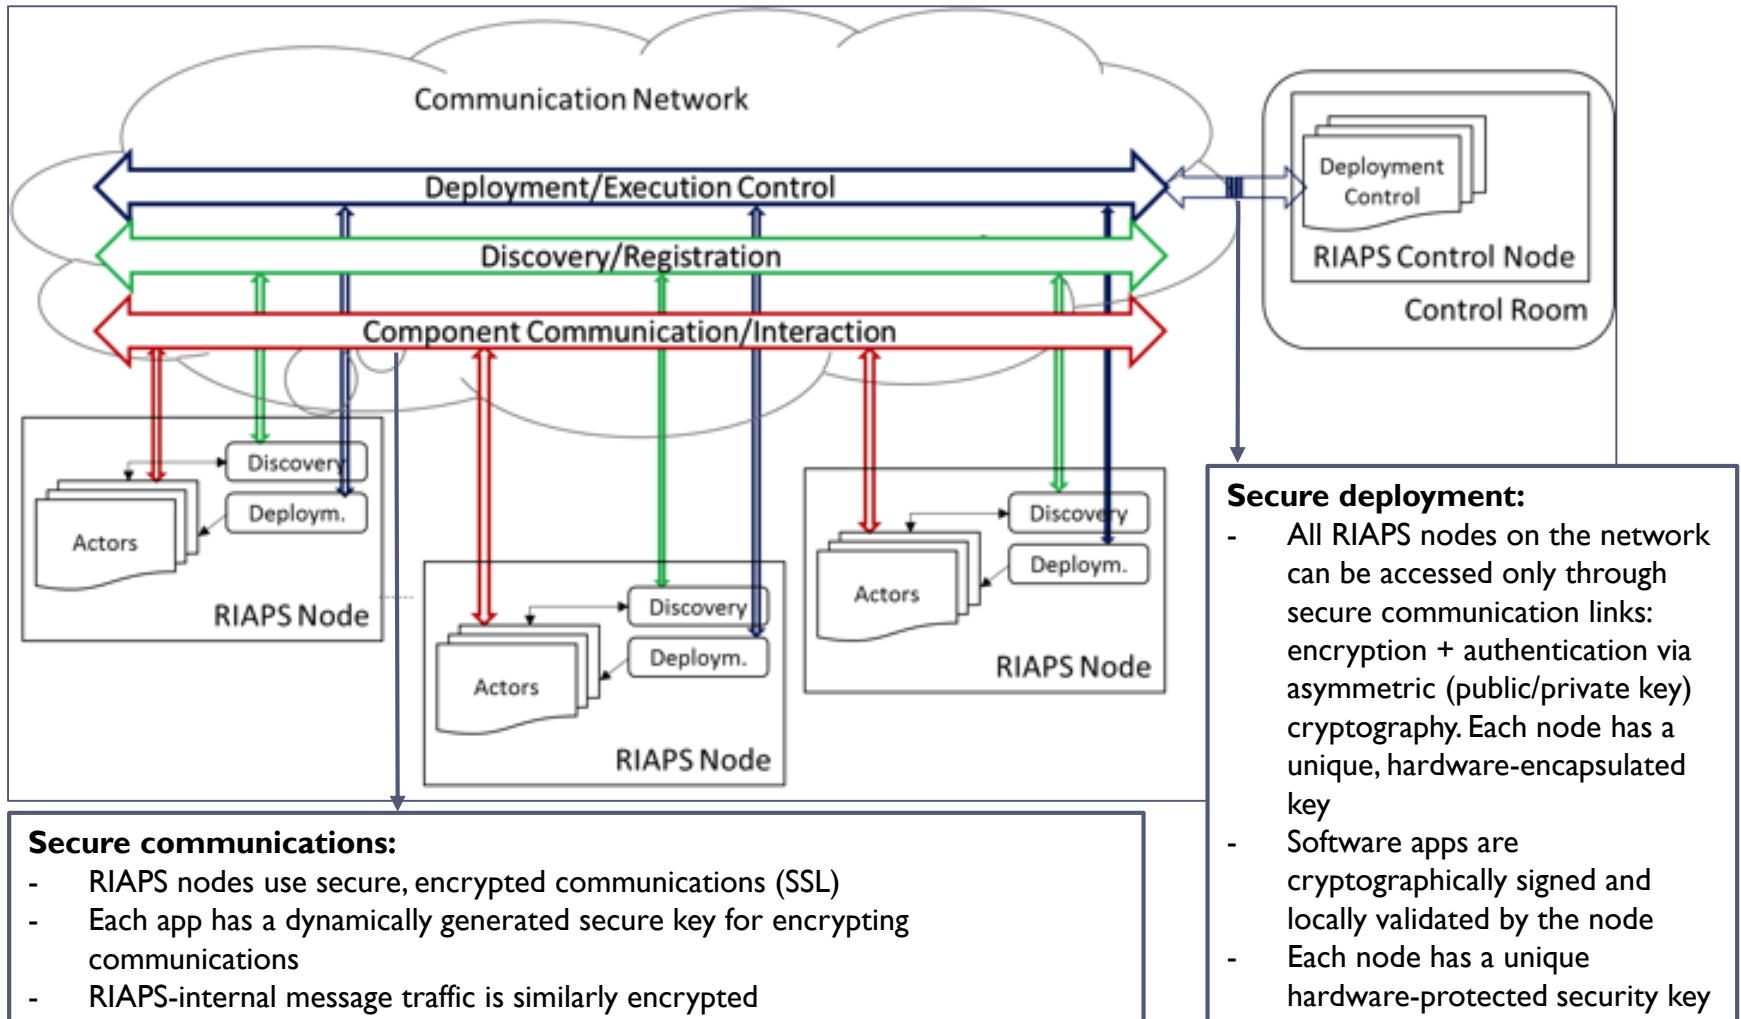 Communication Network
Deployment/Execution Control
Discovery/Registration
Component Communication/Interaction
Deployment
Control
RIAPS Control Node
Control Room
Discovery
Deploym.
Actors
RIAPS Node
Discovery
Deploym.
Actors
RIAPS Node
Discovery
Deploym.
Actors
RIAPS Node
Secure deployment:
- All RIAPS nodes on the network
can be accessed only through
secure communication links:
encryption + authentication via
asymmetric (public/private key)
cryptography. Each node has a
unique, hardware-encapsulated
key
- Software apps are
cryptographically signed and
locally validated by the node
- Each node has a unique
hardware-protected security key
Secure communications:
- RIAPS nodes use secure, encrypted communications (SSL)
- Each app has a dynamically generated secure key for encrypting
communications
- RIAPS-internal message traffic is similarly encrypted